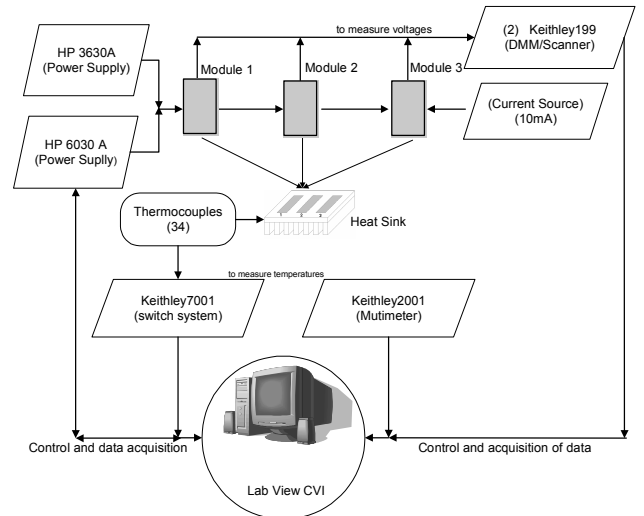 HP 3630A
(Power Supply)
to measure voltages
(2) Keithley199
(DMM/Scanner)
Module 1
Module 2
Module 3
(Current Source)
(10mA)
HP 6030 A
(Power Suplly)
Thermocouples
(34)
1 2 3
Heat Sink
to measure temperatures
Keithley7001
(switch system)
Keithley2001
(Mutimeter)
Control and data acquisition
Control and acquisition of data
Lab View CVI